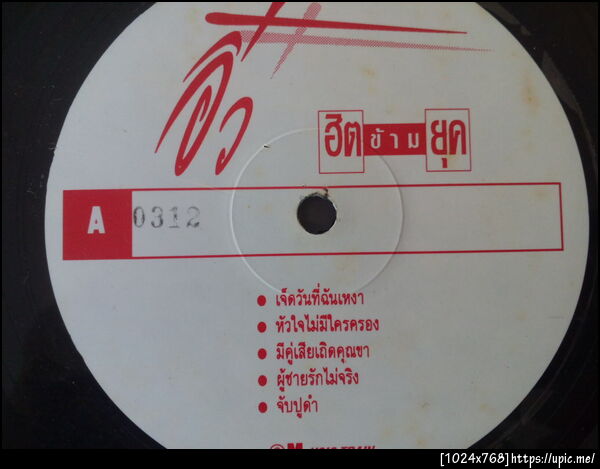 จิ๋ว
ฮิตข้ามยุค
A 0312
● เจ็ดวันที่ฉันเหงา
● หัวใจไม่มีใครครอง
● มีคู่เสียเถิดคุณขา
● ผู้ชายรักไม่จริง
● จับปูดำ
[1024x768]https://upic.me/